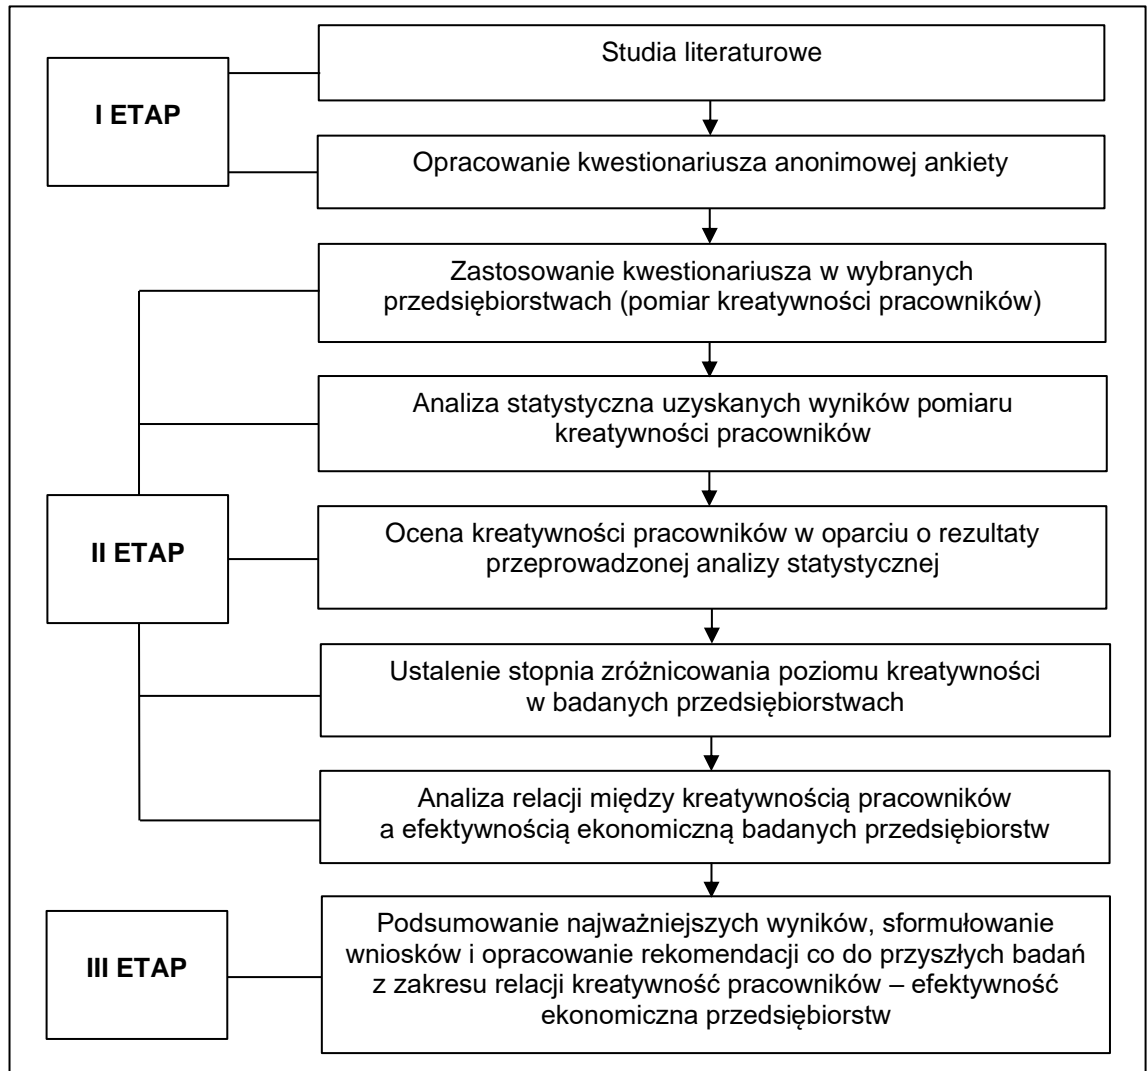 I ETAP
Studia literaturowe
Opracowanie kwestionariusza anonimowej ankiety
II ETAP
Zastosowanie kwestionariusza w wybranych
przedsiębiorstwach (pomiar kreatywności pracowników)
Analiza statystyczna uzyskanych wyników pomiaru
kreatywności pracowników
Ocena kreatywności pracowników w oparciu o rezultaty
przeprowadzonej analizy statystycznej
Ustalenie stopnia zróżnicowania poziomu kreatywności
w badanych przedsiębiorstwach
Analiza relacji między kreatywnością pracowników
a efektywnością ekonomiczną badanych przedsiębiorstw
III ETAP
Podsumowanie najważniejszych wyników, sformułowanie
wniosków i opracowanie rekomendacji co do przyszłych badań
z zakresu relacji kreatywność pracowników – efektywność
ekonomiczna przedsiębiorstw